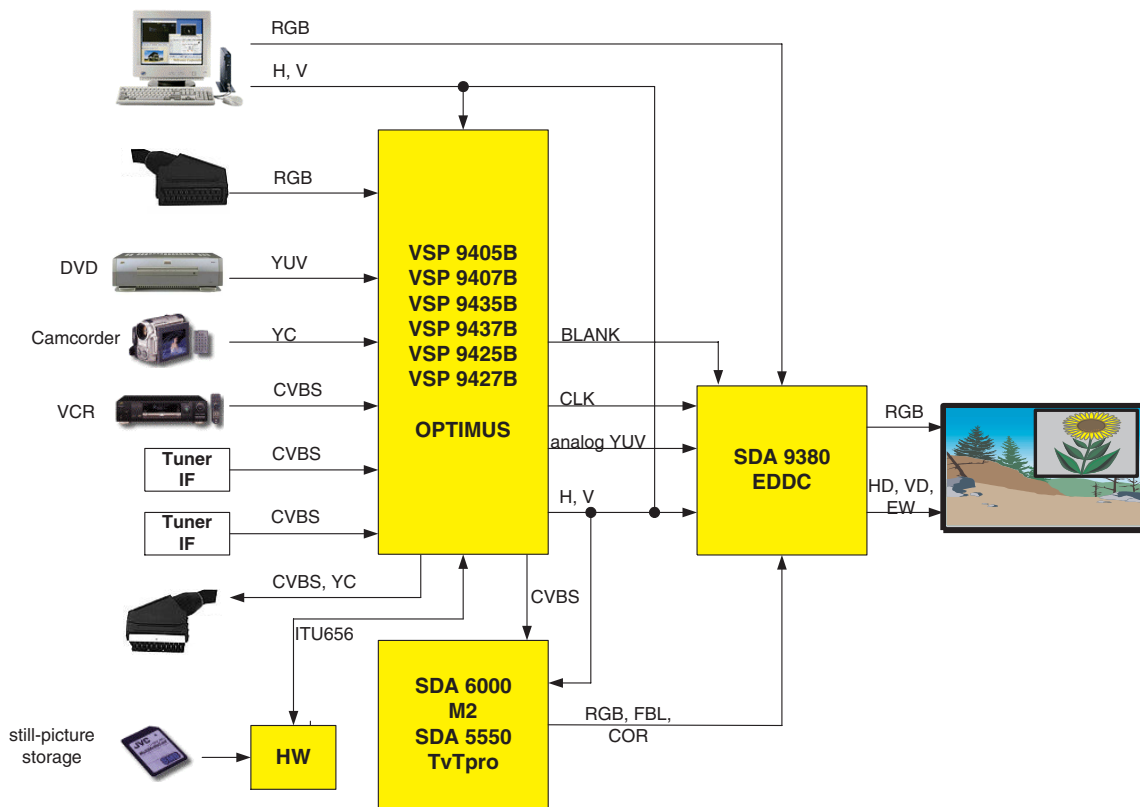 RGB
H, V
RGB
DVD
YUV
Camcorder
YC
VCR
CVBS
Tuner
IF
CVBS
Tuner
IF
CVBS
VSP 9405B
VSP 9407B
VSP 9435B
VSP 9437B
VSP 9425B
VSP 9427B
OPTIMUS
BLANK
CLK
analog YUV
H, V
SDA 9380
EDDC
RGB
HD, VD,
EW
CVBS, YC
ITU656
CVBS
SDA 6000
M2
SDA 5550
TvTpro
RGB, FBL,
COR
still-picture
storage
JVC
HW